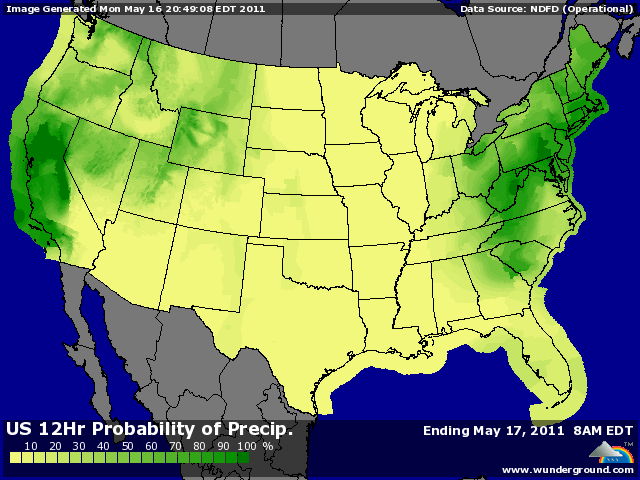 Image Generated Mon May 16 20:49:08 EDT 2011 Data Source: NDFD (Operational)
US 12Hr Probability of Precip.
Ending May 17, 2011 8AM EDT
10 20 30 40 50 60 70 80 90 100 %
TM
www.wunderground.com